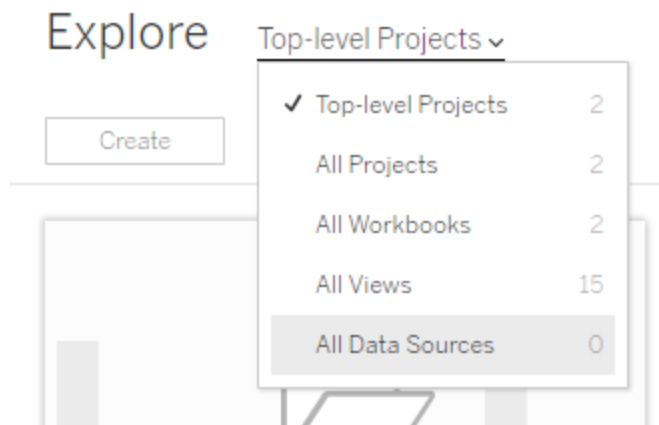 Explore Top-level Projects
Top-level Projects 2
Create
All Projects 2
All Workbooks 2
All Views 15
All Data Sources 0